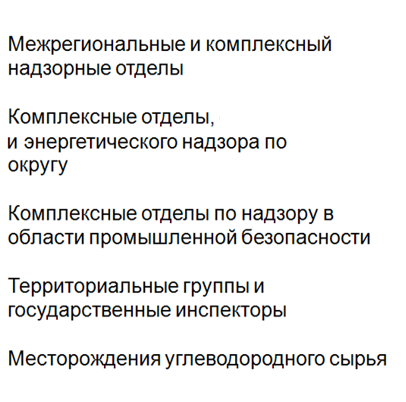 Межрегиональные и комплексный
надзорные отделы
Комплексные отделы,
и энергетического надзора по
округу
Комплексные отделы по надзору в
области промышленной безопасности
Территориальные группы и
государственные инспекторы
Месторождения углеводородного сырья